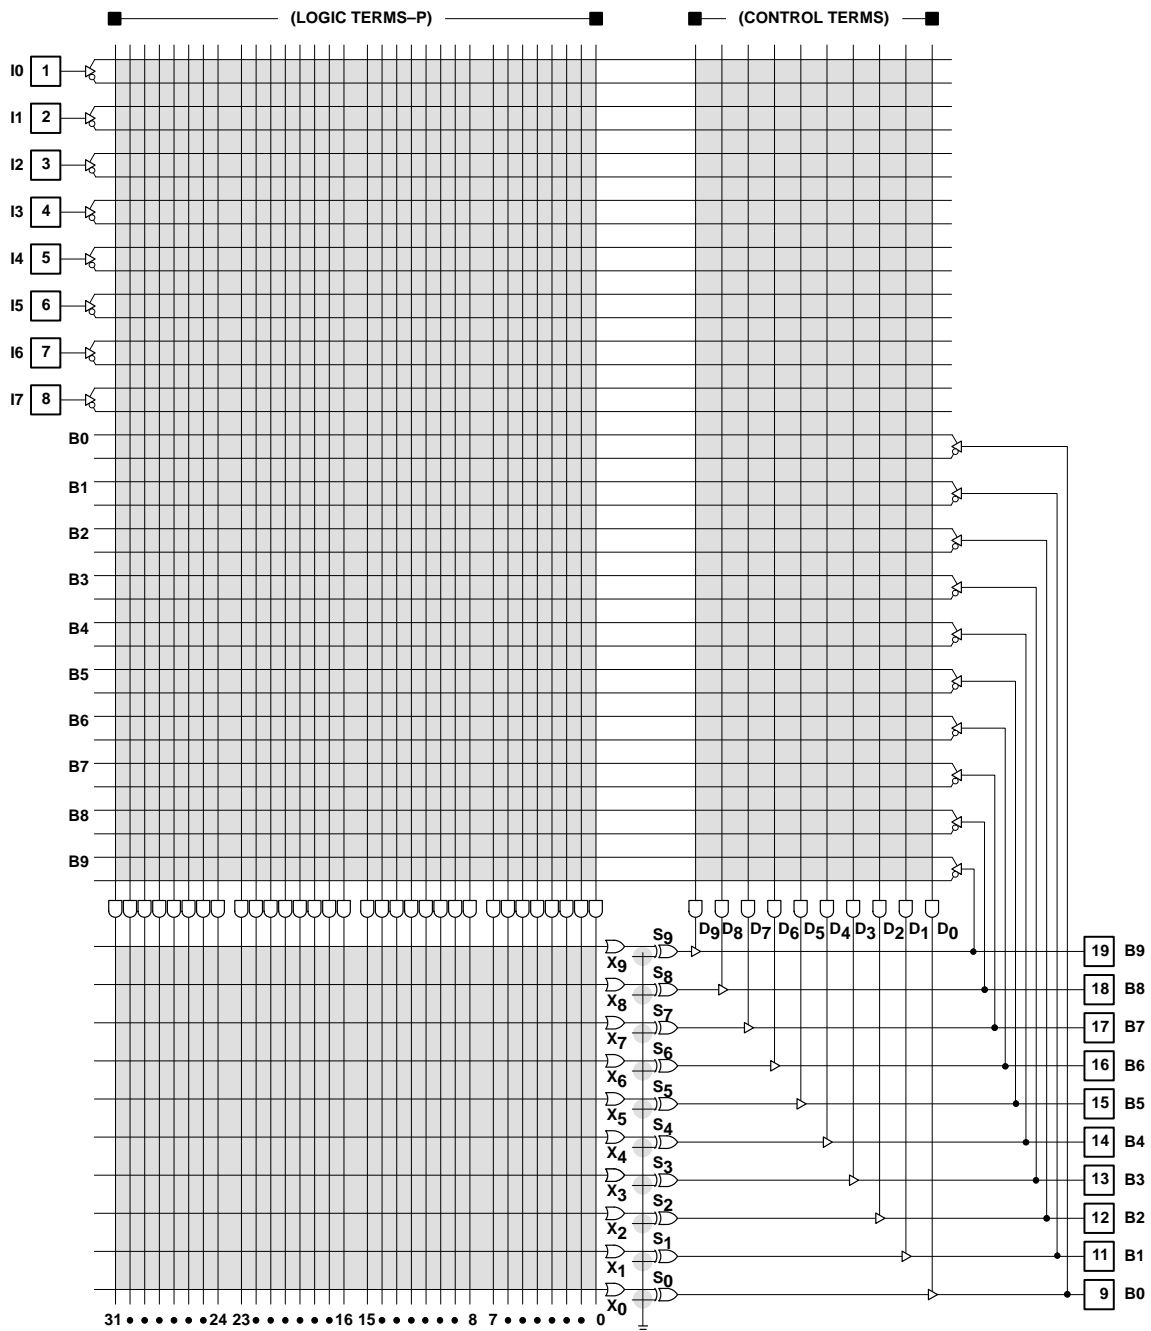 (LOGIC TERMS–P) (CONTROL TERMS)
I0 1
I1 2
I2 3
I3 4
I4 5
I5 6
I6 7
I7 8
B0
B1
B2
B3
B4
B5
B6
B7
B8
B9
D9 D8 D7 D6 D5 D4 D3 D2 D1 D0
S9 19 B9
X9
S8 18 B8
X8
S7 17 B7
X7
S6 16 B6
X6
S5 15 B5
X5
S4 14 B4
X4
S3 13 B3
X3
S2 12 B2
X2
S1 11 B1
X1
S0 9 B0
X0
31 24 23 16 15 8 7 0